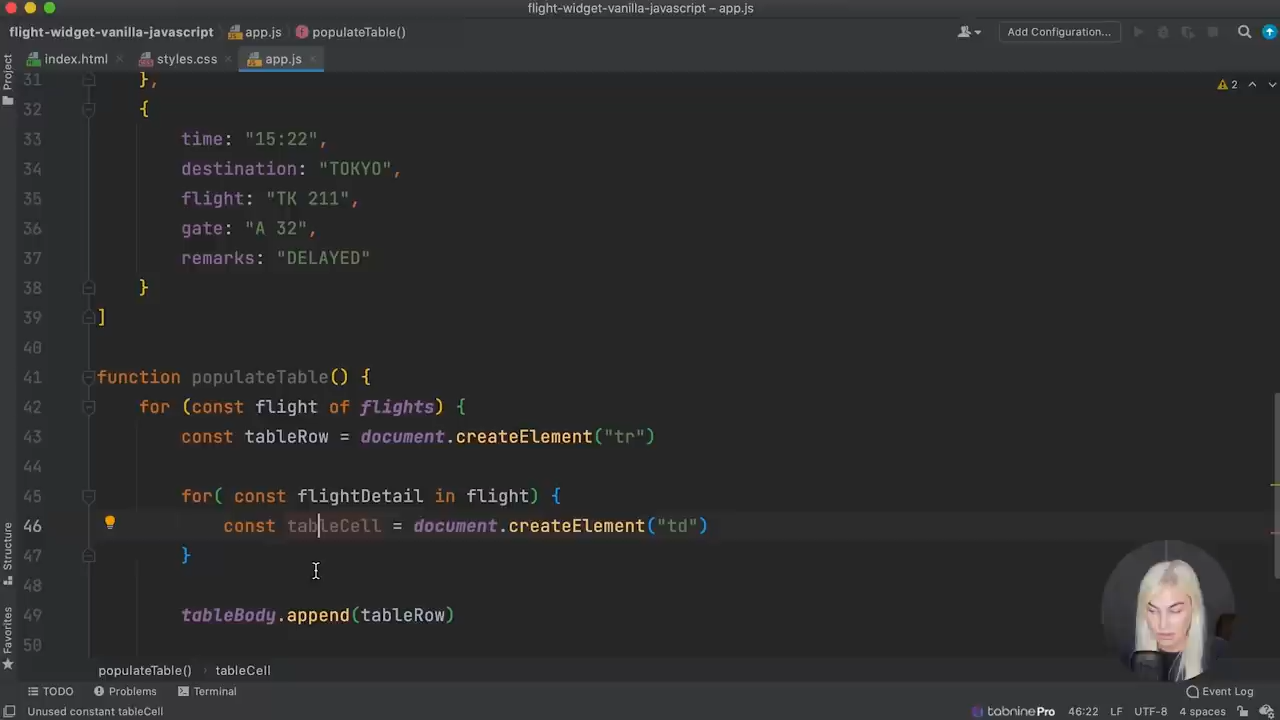 flight-widget-vanilla-javascript – app.js
flight-widget-vanilla-javascript
app.js
populateTable()
Add Configuration...
Project
index.html
styles.css
app.js
2
31 },
32 {
33 time: "15:22",
34 destination: "TOKYO",
35 flight: "TK 211",
36 gate: "A 32",
37 remarks: "DELAYED"
38 }
39 ]
40
41 function populateTable() {
42 for (const flight of flights) {
43 const tableRow = document.createElement("tr")
44
45 for( const flightDetail in flight) {
46 const tableCell = document.createElement("td")
47 }
48
49 tableBody.append(tableRow)
50
Structure
Favorites
populateTable() › tableCell
TODO
Problems
Terminal
Event Log
Unused constant tableCell
tabninePro
46:22
LF
UTF-8
4 spaces